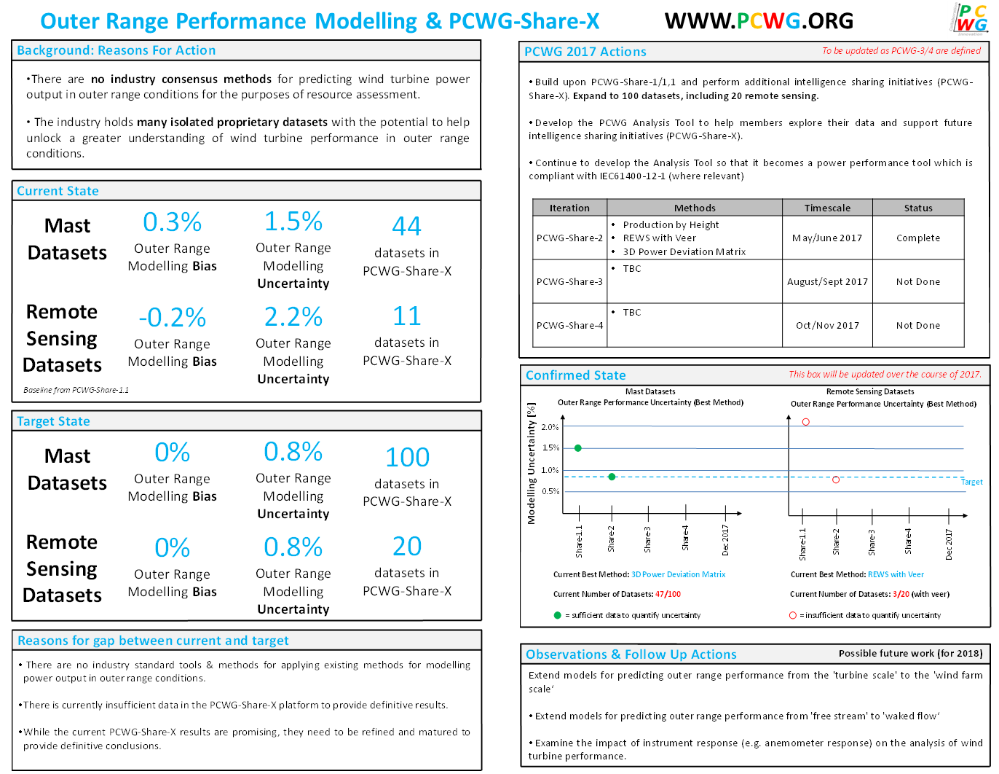 Outer Range Performance Modelling & PCWG-Share-X
WWW.PCWG.ORG
PC
WG
Background: Reasons For Action
•There are no industry consensus methods for predicting wind turbine power
output in outer range conditions for the purposes of resource assessment.
• The industry holds many isolated proprietary datasets with the potential to help
unlock a greater understanding of wind turbine performance in outer range
conditions.
Current State
Mast
Datasets
0.3%
Outer Range
Modelling Bias
1.5%
Outer Range
Modelling
Uncertainty
44
datasets in
PCWG-Share-X
Remote
Sensing
Datasets
-0.2%
Outer Range
Modelling Bias
2.2%
Outer Range
Modelling
Uncertainty
11
datasets in
PCWG-Share-X
Baseline from PCWG-Share-1.1
Target State
Mast
Datasets
0%
Outer Range
Modelling Bias
0.8%
Outer Range
Modelling
Uncertainty
100
datasets in
PCWG-Share-X
Remote
Sensing
Datasets
0%
Outer Range
Modelling Bias
0.8%
Outer Range
Modelling
Uncertainty
20
datasets in
PCWG-Share-X
Reasons for gap between current and target
• There are no industry standard tools & methods for applying existing methods for modelling
power output in outer range conditions.
•There is currently insufficient data in the PCWG-Share-X platform to provide definitive results.
•While the current PCWG-Share-X results are promising, they need to be refined and matured to
provide definitive conclusions.
PCWG 2017 Actions
To be updated as PCWG-3/4 are defined
• Build upon PCWG-Share-1/1,1 and perform additional intelligence sharing initiatives (PCWG-
Share-X). Expand to 100 datasets, including 20 remote sensing.
• Develop the PCWG Analysis Tool to help members explore their data and support future
intelligence sharing initiatives (PCWG-Share-X).
• Continue to develop the Analysis Tool so that it becomes a power performance tool which is
compliant with IEC61400-12-1 (where relevant)
Iteration Methods Timescale Status
PCWG-Share-2
• Production by Height
• REWS with Veer
• 3D Power Deviation Matrix
May/June 2017
Complete
PCWG-Share-3
• TBC
August/Sept 2017
Not Done
PCWG-Share-4
• TBC
Oct/Nov 2017
Not Done
Confirmed State
This box will be updated over the course of 2017.
Mast Datasets
Outer Range Performance Uncertainty (Best Method)
Modelling Uncertainty [%]
2.0%
1.5%
1.0%
0.5%
Share-1.1
Share-2
Share-3
Share-4
Dec 2017
Current Best Method: 3D Power Deviation Matrix
Current Number of Datasets: 47/100
= sufficient data to quantify uncertainty
Remote Sensing Datasets
Outer Range Performance Uncertainty (Best Method)
Target
Share-1.1
Share-2
Share-3
Share-4
Dec 2017
Current Best Method: REWS with Veer
Current Number of Datasets: 3/20 (with veer)
= insufficient data to quantify uncertainty
Observations & Follow Up Actions
Possible future work (for 2018)
Extend models for predicting outer range performance from the 'turbine scale' to the 'wind farm
scale‘
• Extend models for predicting outer range performance from 'free stream' to 'waked flow‘
• Examine the impact of instrument response (e.g. anemometer response) on the analysis of wind
turbine performance.